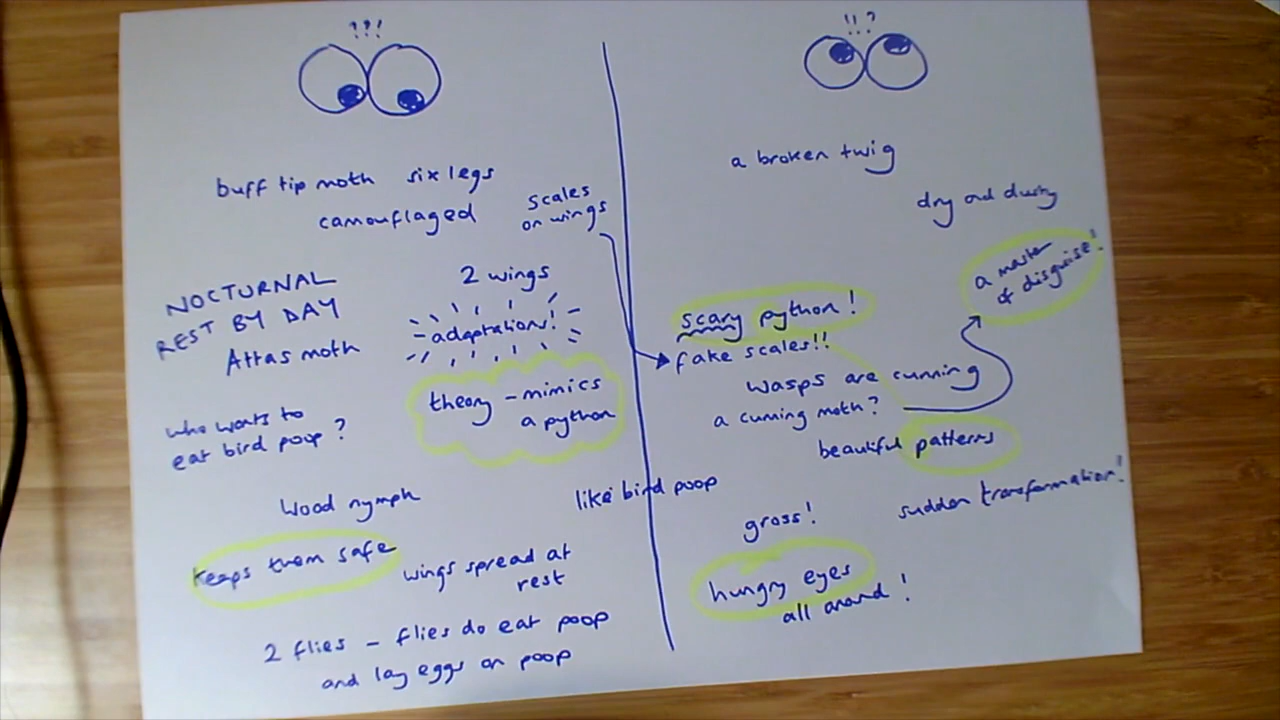 ???
buff tip moth six legs
camouflaged
scales
on wings
NOCTURNAL
REST BY DAY
2 wings
- adaptations! -
Attas moth
theory - mimics
a python
who wants to
eat bird poop?
Wood nymph
like bird poop
keeps them safe
wings spread at
rest
2 flies - flies do eat poop
and lay eggs on poop
!!?
a broken twig
dry and dusty
a master
of disguise!
scary python!
fake scales!!
wasps are cunning
a cunning moth?
beautiful patterns
sudden transformation!
gross!
hungry eyes
all around!